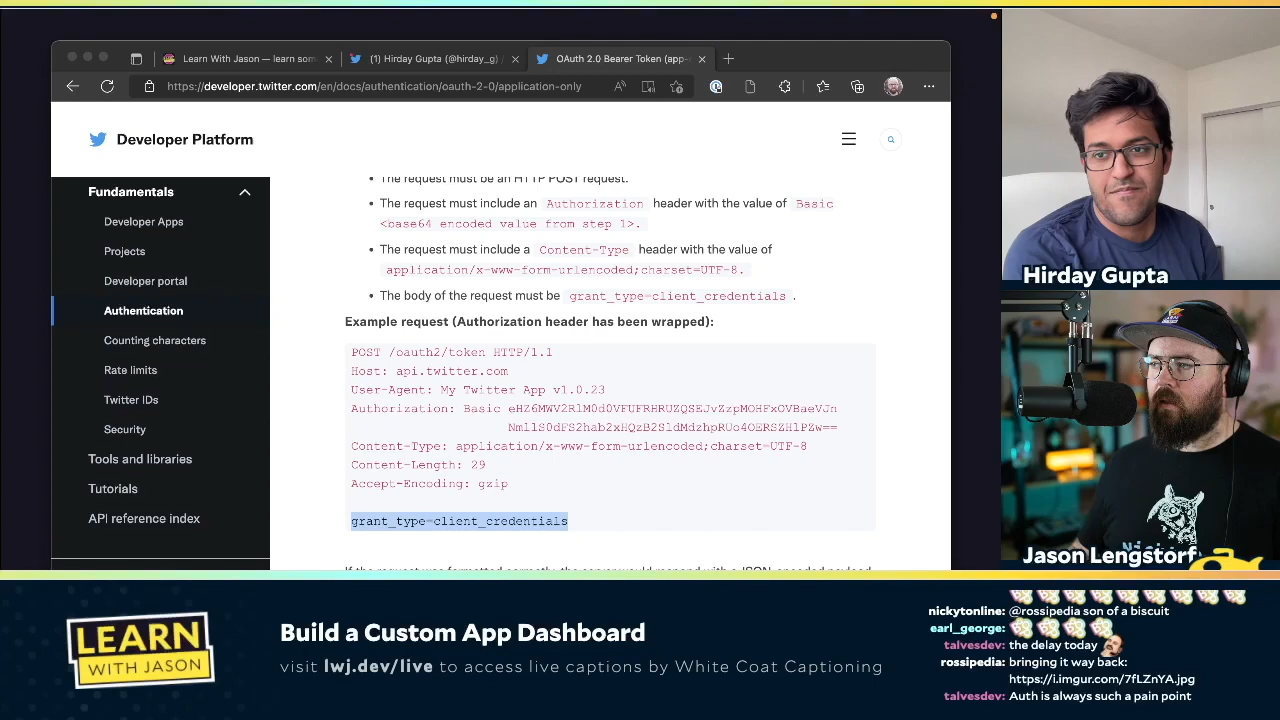 Learn With Jason — learn som
(1) Hirday Gupta (@hirday_g) /
OAuth 2.0 Bearer Token (app-
https://developer.twitter.com/en/docs/authentication/oauth-2-0/application-only
Developer Platform
Fundamentals
Developer Apps
Projects
Developer portal
Authentication
Counting characters
Rate limits
Twitter IDs
Security
Tools and libraries
Tutorials
API reference index
The request must be an HTTP POST request.
The request must include an Authorization header with the value of Basic
<base64 encoded value from step 1>.
The request must include a Content-Type header with the value of
application/x-www-form-urlencoded;charset=UTF-8.
The body of the request must be grant_type=client_credentials .
Example request (Authorization header has been wrapped):
POST /oauth2/token HTTP/1.1
Host: api.twitter.com
User-Agent: My Twitter App v1.0.23
Authorization: Basic
Content-Type: application/x-www-form-urlencoded;charset=UTF-8
Content-Length: 29
Accept-Encoding: gzip
grant_type=client_credentials
Hirday Gupta
Jason Lengstorf
LEARN
WITH JASON
Build a Custom App Dashboard
visit lwj.dev/live to access live captions by White Coat Captioning
nickytonline: @rossipedia son of a biscuit
earl_george:
talvesdev: the delay today
rossipedia: bringing it way back:
https://i.imgur.com/7fLZnYA.jpg
talvesdev: Auth is always such a pain point